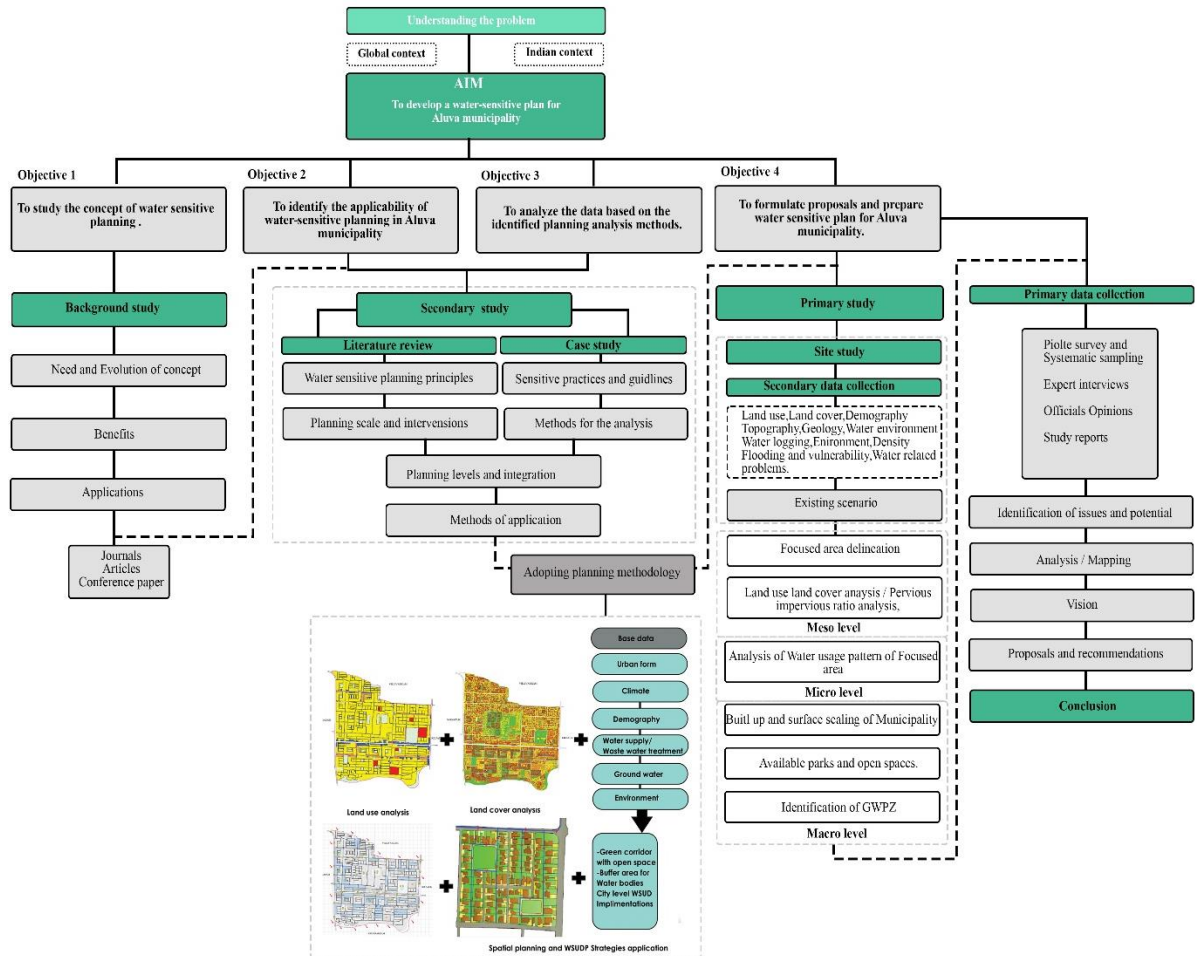 Understanding the problem
Global context
Indian context
AIM
To develop a water-sensitive plan for
Aluva municipality
Objective 1
To study the concept of water sensitive
planning .
Objective 2
To identify the applicability of
water-sensitive planning in Aluva
municipality
Objective 3
To analyze the data based on the
identified planning analysis methods.
Objective 4
To formulate proposals and prepare
water sensitive plan for Aluva
municipality.
Background study
Need and Evolution of concept
Benefits
Applications
Journals
Articles
Conference paper
Secondary study
Literature review
Water sensitive planning principles
Planning scale and intervensions
Case study
Sensitive practices and guidlines
Methods for the analysis
Planning levels and integration
Methods of application
Adopting planning methodology
Primary study
Site study
Secondary data collection
Land use,Land cover,Demography
Topography,Geology,Water environment
Water logging,Enironment,Density
Flooding and vulnerability,Water related
problems.
Existing scenario
Focused area delineation
Land use land cover anaysis / Pervious
impervious ratio analysis,
Meso level
Analysis of Water usage pattern of Focused
area
Micro level
Buitl up and surface scaling of Municipality
Available parks and open spaces.
Identification of GWPZ
Macro level
Primary data collection
Piolte survey and
Systematic sampling
Expert interviews
Officials Opinions
Study reports
Identification of issues and potential
Analysis / Mapping
Vision
Proposals and recommendations
Conclusion
Base data
Urban form
Climate
Demography
Water supply/
Waste water treatment
Ground water
Environment
Land use analysis
Land cover analysis
-Green corridor
with open space
-Buffer area for
Water bodies
City level WSUD
Implimentations
Spatial planning and WSUDP Strategies application